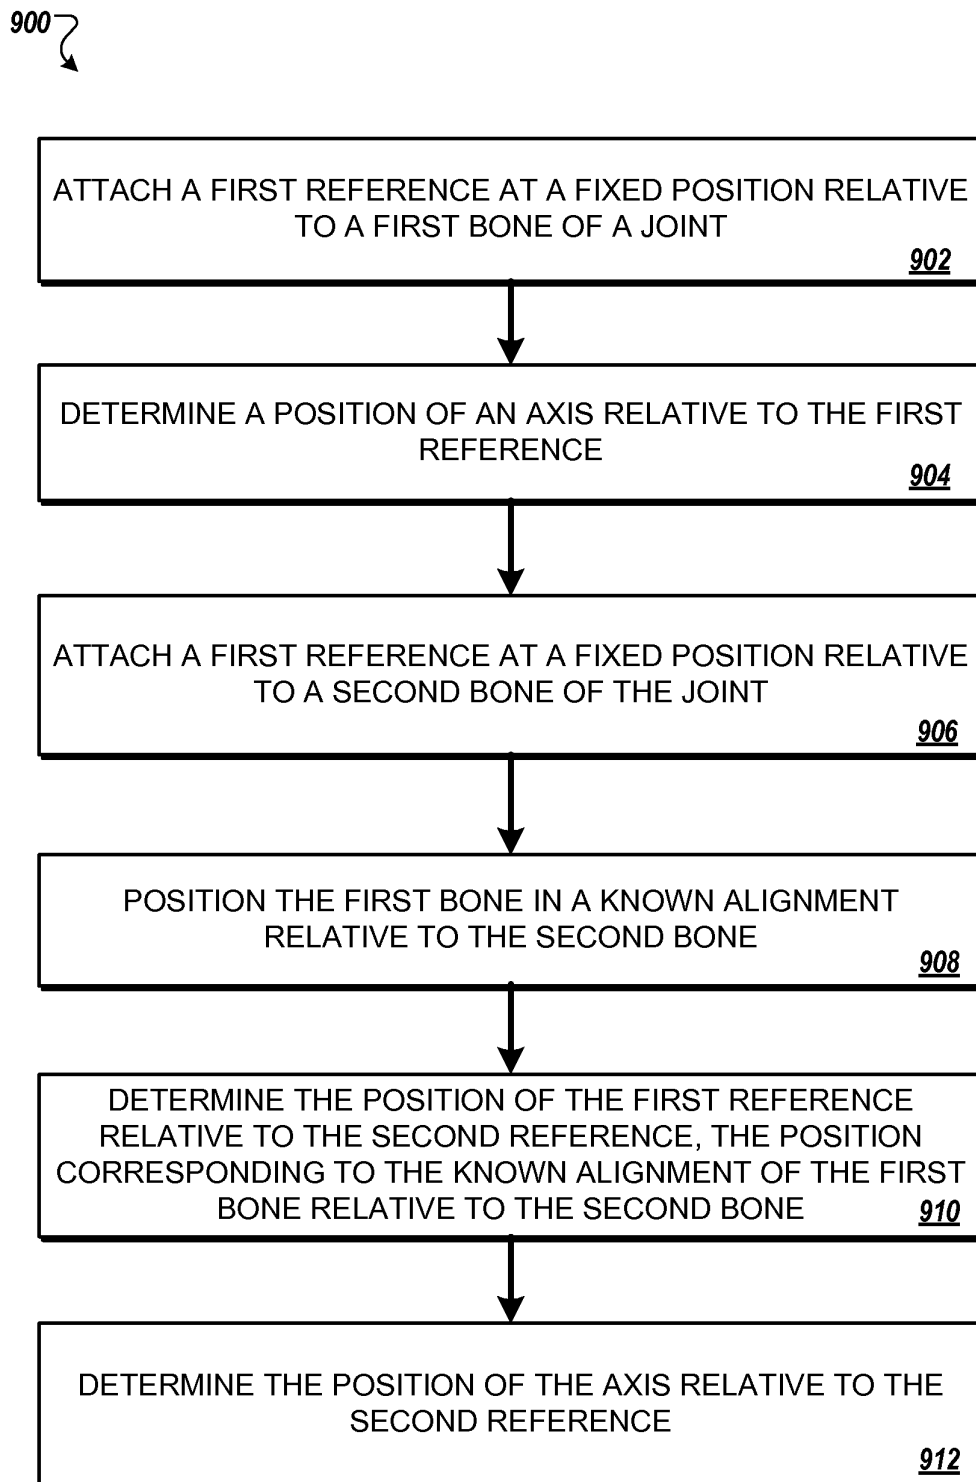 900
ATTACH A FIRST REFERENCE AT A FIXED POSITION RELATIVE
TO A FIRST BONE OF A JOINT
902
DETERMINE A POSITION OF AN AXIS RELATIVE TO THE FIRST
REFERENCE
904
ATTACH A FIRST REFERENCE AT A FIXED POSITION RELATIVE
TO A SECOND BONE OF THE JOINT
906
POSITION THE FIRST BONE IN A KNOWN ALIGNMENT
RELATIVE TO THE SECOND BONE
908
DETERMINE THE POSITION OF THE FIRST REFERENCE
RELATIVE TO THE SECOND REFERENCE, THE POSITION
CORRESPONDING TO THE KNOWN ALIGNMENT OF THE FIRST
BONE RELATIVE TO THE SECOND BONE
910
DETERMINE THE POSITION OF THE AXIS RELATIVE TO THE
SECOND REFERENCE
912